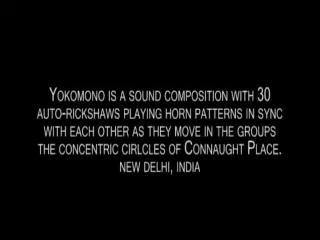 Yokomono is a sound composition with 30
auto-rickshaws playing horn patterns in sync
with each other as they move in the groups
the concentric cirlcles of Connaught Place.
new delhi, india